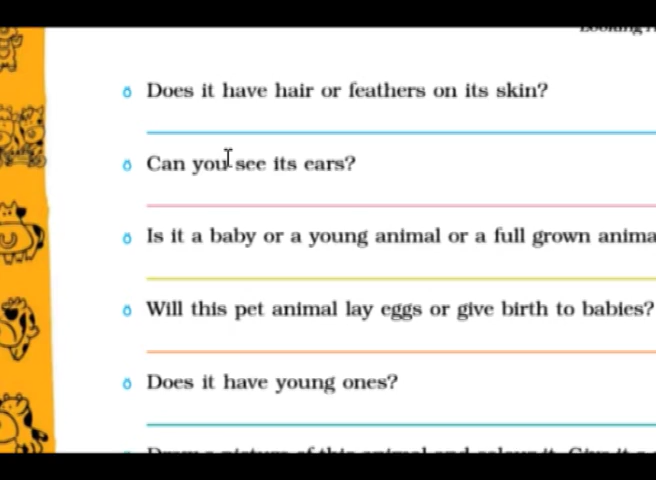 Does it have hair or feathers on its skin?
Can you see its ears?
Is it a baby or a young animal or a full grown
Will this pet animal lay eggs or give birth to babies?
Does it have young ones?